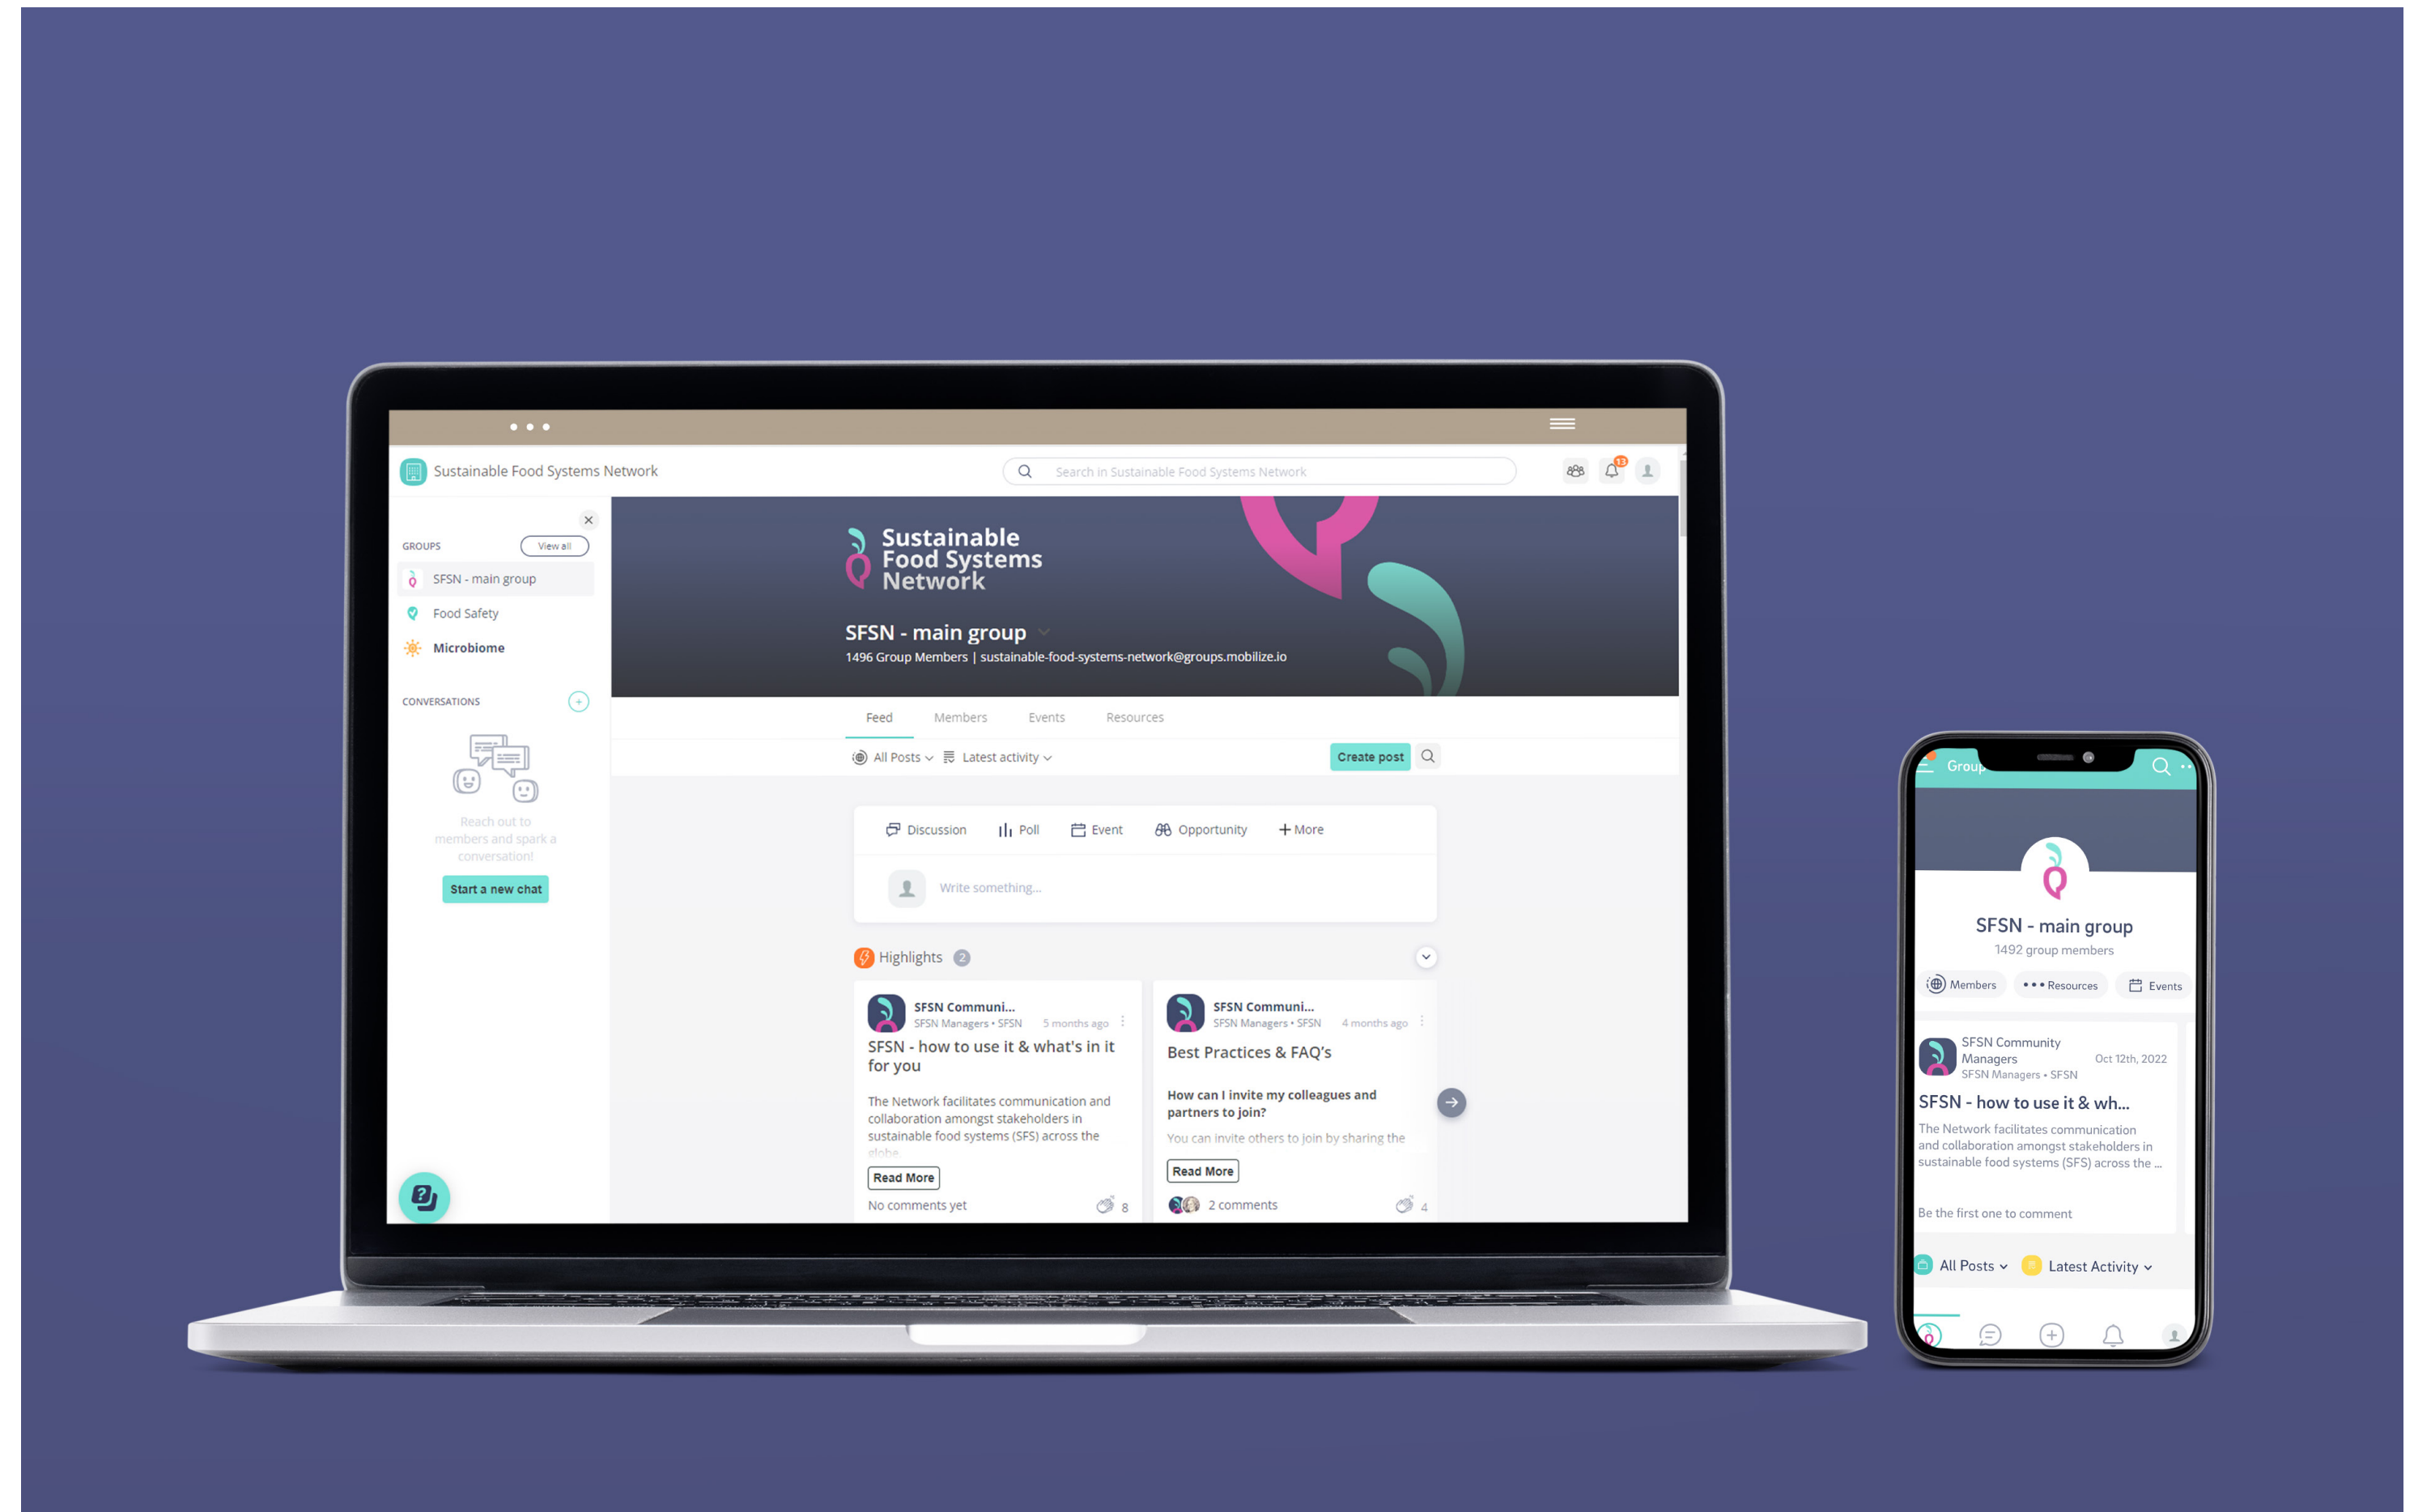 Sustainable Food Systems Network
Search in Sustainable Food Systems Network
13
GROUPS
View all
SFSN - main group
Food Safety
Microbiome
CONVERSATIONS
Reach out to
members and spark a
conversation!
Start a new chat
Sustainable
Food Systems
Network
SFSN - main group
1496 Group Members | sustainable-food-systems-network@groups.mobilize.io
Feed Members Events Resources
All Posts Latest activity
Create post
Discussion Poll Event Opportunity + More
Write something...
Highlights 2
SFSN Communi...
SFSN Managers • SFSN 5 months ago
SFSN - how to use it & what's in it
for you
The Network facilitates communication and
collaboration amongst stakeholders in
sustainable food systems (SFS) across the
globe.
Read More
No comments yet 8
SFSN Communi...
SFSN Managers • SFSN 4 months ago
Best Practices & FAQ's
How can I invite my colleagues and
partners to join?
You can invite others to join by sharing the
Read More
2 comments 4
Group
SFSN - main group
1492 group members
Members Resources Events
SFSN Community
Managers Oct 12th, 2022
SFSN Managers • SFSN
SFSN - how to use it & wh...
The Network facilitates communication
and collaboration amongst stakeholders in
sustainable food systems (SFS) across the ...
Be the first one to comment
All Posts Latest Activity